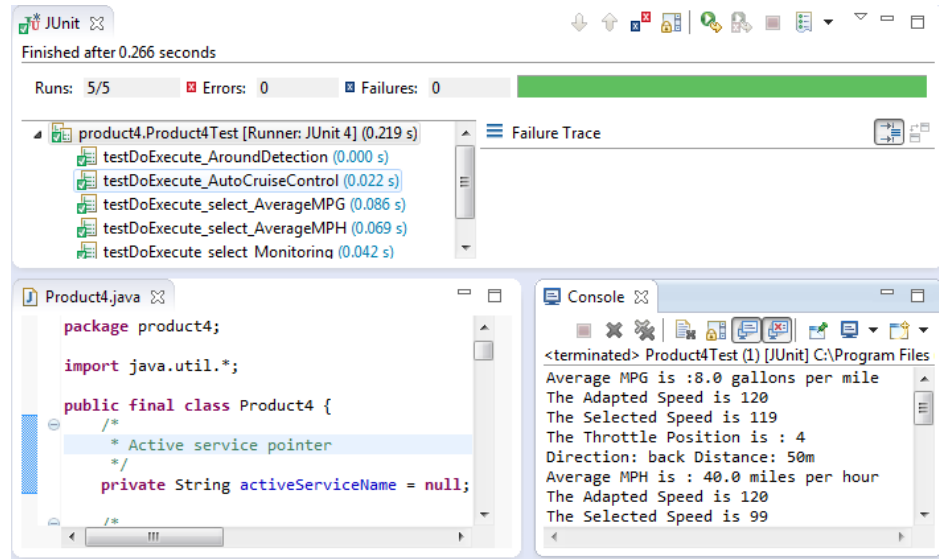 JUnit
Finished after 0.266 seconds
Runs: 5/5 Errors: 0 Failures: 0
product4.Product4Test [Runner: JUnit 4] (0.219 s)
Failure Trace
testDoExecute_AroundDetection (0.000 s)
testDoExecute_AutoCruiseControl (0.022 s)
testDoExecute_select_AverageMPG (0.086 s)
testDoExecute_select_AverageMPH (0.069 s)
testDoExecute_select_Monitoring (0.042 s)
Product4.java
package product4;
import java.util.*;
public final class Product4 {
/*
* Active service pointer
*/
private String activeServiceName = null;
/*
Console
<terminated> Product4Test (1) [JUnit] C:\Program Files
Average MPG is :8.0 gallons per mile
The Adapted Speed is 120
The Selected Speed is 119
The Throttle Position is : 4
Direction: back Distance: 50m
Average MPH is : 40.0 miles per hour
The Adapted Speed is 120
The Selected Speed is 99